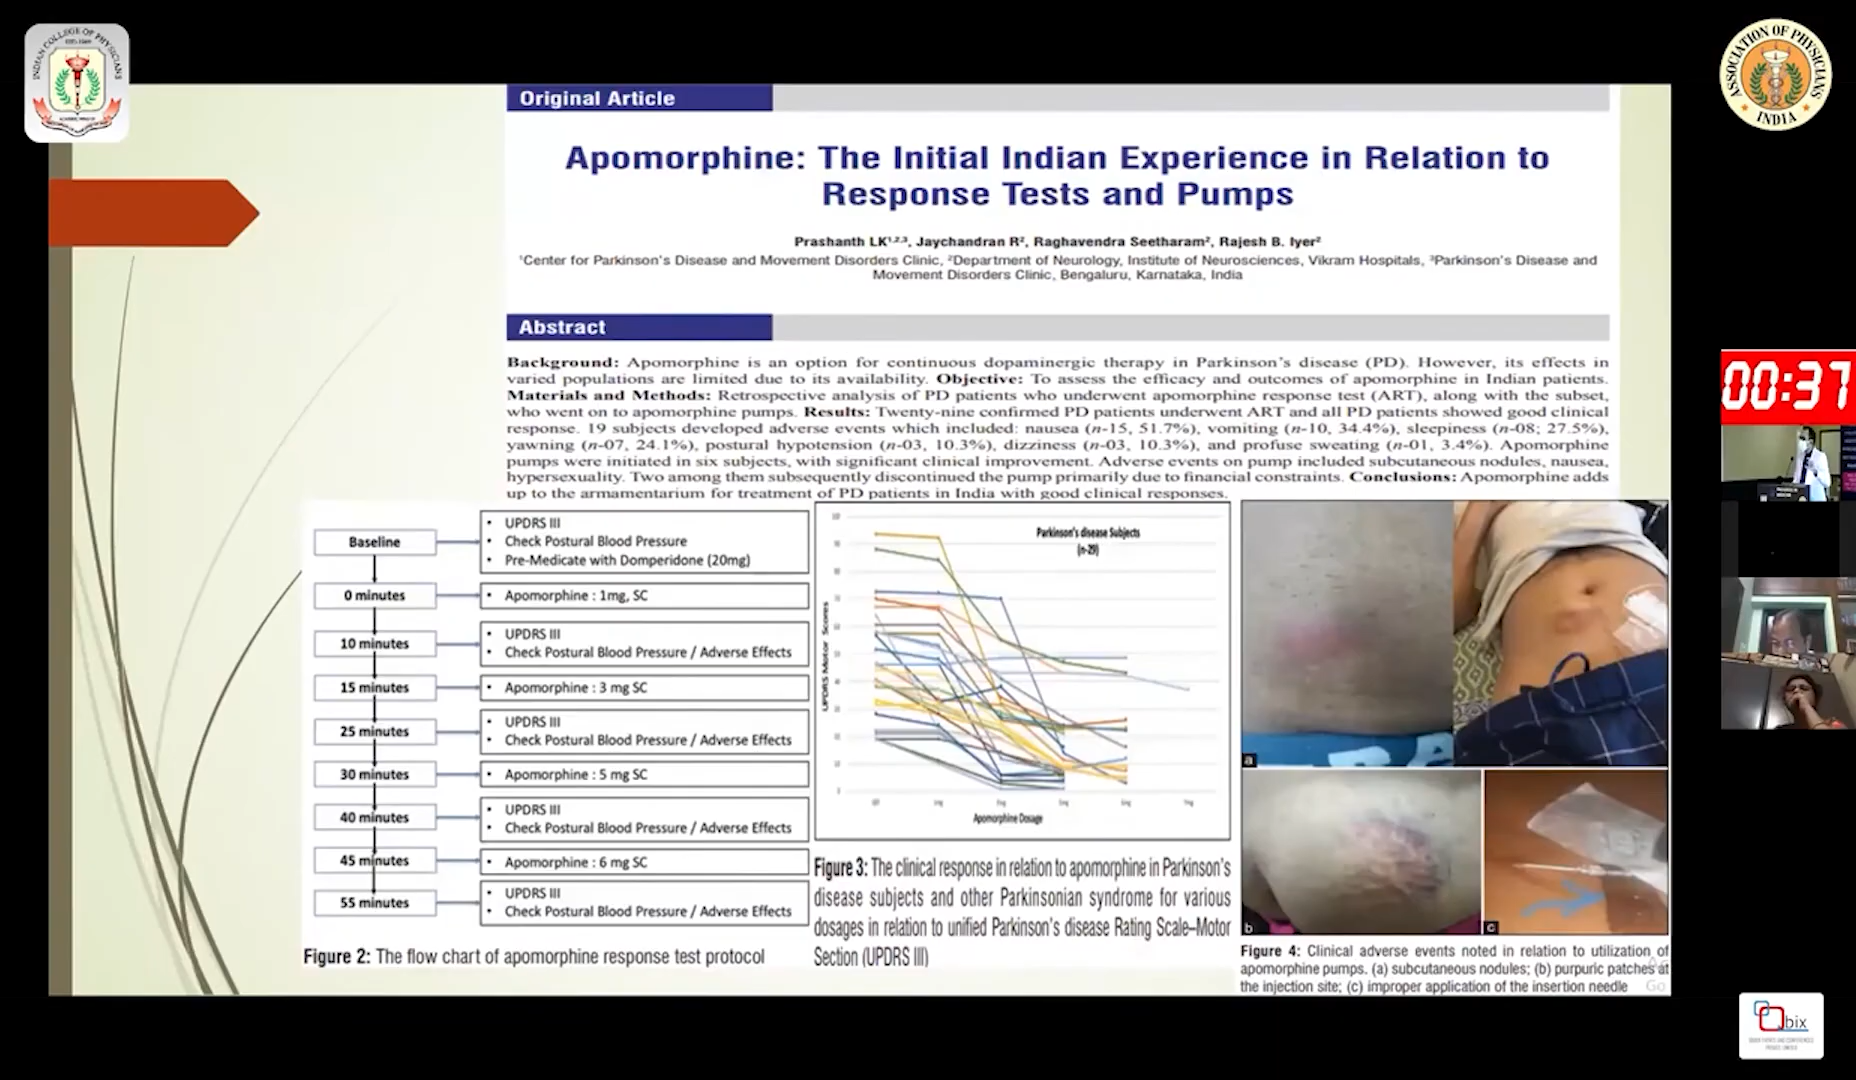 INDIAN COLLEGE OF PHYSICIANS
ASSOCIATION OF PHYSICIANS
INDIA
Original Article
Apomorphine: The Initial Indian Experience in Relation to
Response Tests and Pumps
Prashanth LK¹,²,³, Jaychandran R², Raghavendra Seetharam², Rajesh B. Iyer²
¹Center for Parkinson's Disease and Movement Disorders Clinic, ²Department of Neurology, Institute of Neurosciences, Vikram Hospitals, ³Parkinson's Disease and
Movement Disorders Clinic, Bengaluru, Karnataka, India
Abstract
Background: Apomorphine is an option for continuous dopaminergic therapy in Parkinson's disease (PD). However, its effects in
varied populations are limited due to its availability. Objective: To assess the efficacy and outcomes of apomorphine in Indian patients.
Materials and Methods: Retrospective analysis of PD patients who underwent apomorphine response test (ART), along with the subset,
who went on to apomorphine pumps. Results: Twenty-nine confirmed PD patients underwent ART and all PD patients showed good clinical
response. 19 subjects developed adverse events which included: nausea (n-15, 51.7%), vomiting (n-10, 34.4%), sleepiness (n-08; 27.5%),
yawning (n-07, 24.1%), postural hypotension (n-03, 10.3%), dizziness (n-03, 10.3%), and profuse sweating (n-01, 3.4%). Apomorphine
pumps were initiated in six subjects, with significant clinical improvement. Adverse events on pump included subcutaneous nodules, nausea,
hypersexuality. Two among them subsequently discontinued the pump primarily due to financial constraints. Conclusions: Apomorphine adds
up to the armamentarium for treatment of PD patients in India with good clinical responses.
Baseline
• UPDRS III
• Check Postural Blood Pressure
• Pre-Medicate with Domperidone (20mg)
0 minutes
• Apomorphine : 1mg, SC
10 minutes
• UPDRS III
• Check Postural Blood Pressure / Adverse Effects
15 minutes
• Apomorphine : 3 mg SC
25 minutes
• UPDRS III
• Check Postural Blood Pressure / Adverse Effects
30 minutes
• Apomorphine : 5 mg SC
40 minutes
• UPDRS III
• Check Postural Blood Pressure / Adverse Effects
45 minutes
• Apomorphine : 6 mg SC
55 minutes
• UPDRS III
• Check Postural Blood Pressure / Adverse Effects
Figure 2: The flow chart of apomorphine response test protocol
Parkinson's disease Subjects
(n-29)
UPDRS Motor Scores
Apomorphine Dosage
Figure 3: The clinical response in relation to apomorphine in Parkinson's
disease subjects and other Parkinsonian syndrome for various
dosages in relation to unified Parkinson's disease Rating Scale–Motor
Section (UPDRS III)
a
b
c
Figure 4: Clinical adverse events noted in relation to utilization of
apomorphine pumps. (a) subcutaneous nodules; (b) purpuric patches at
the injection site; (c) improper application of the insertion needle
Go
00:37
bix